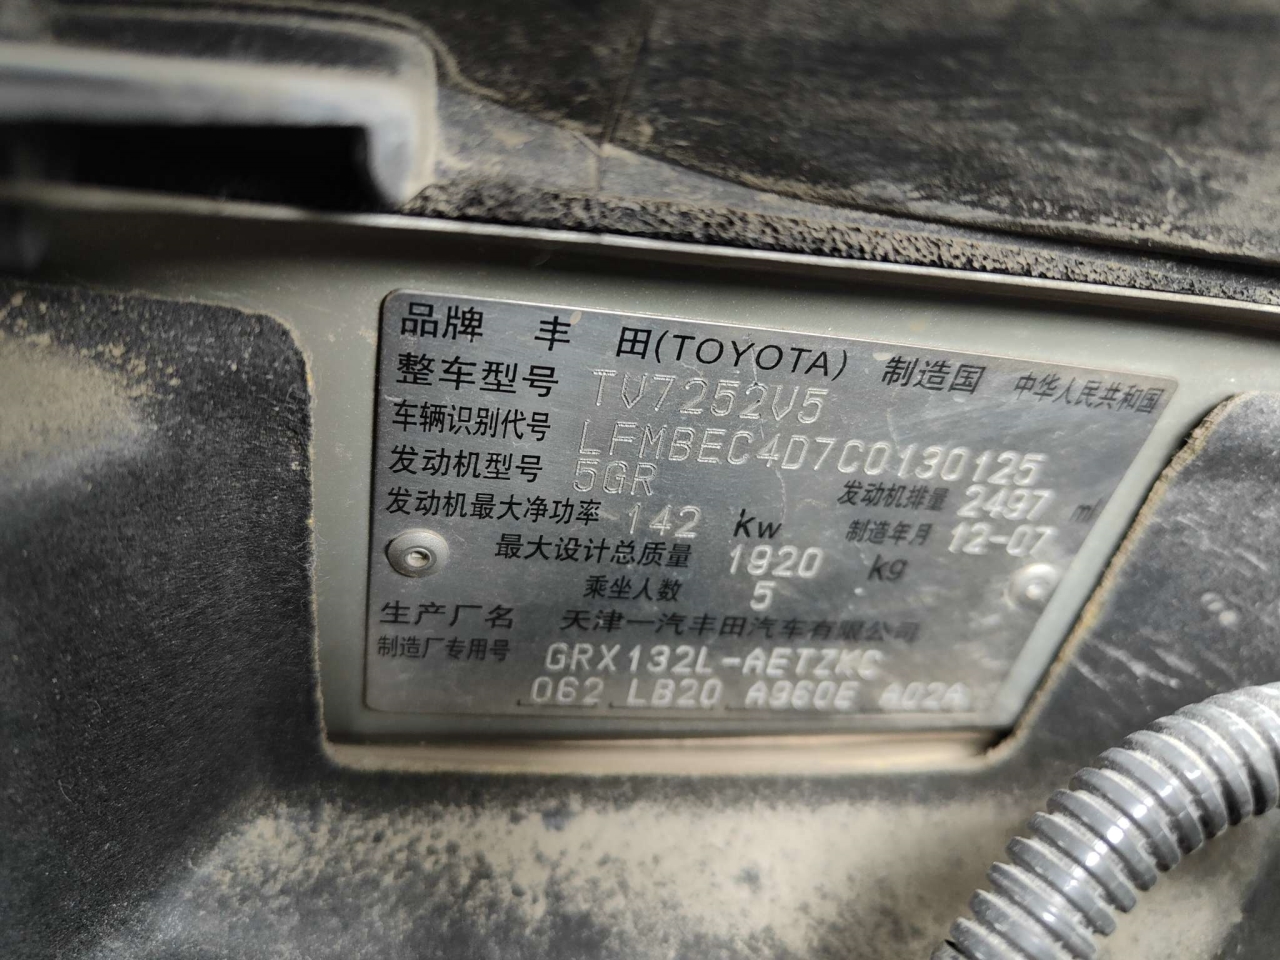 品牌 丰 田(TOYOTA) 制造国 中华人民共和国
整车型号 TV7252V5
车辆识别代号 LFMBEC4D7C0130125
发动机型号 5GR 发动机排量 2497 ml
发动机最大净功率 142 Kw 制造年月 12-07
最大设计总质量 1920 kg
乘坐人数 5
生产厂名 天津一汽丰田汽车有限公司
制造厂专用号 GRX132L-AETZKC
062 LB20 A960E A02A